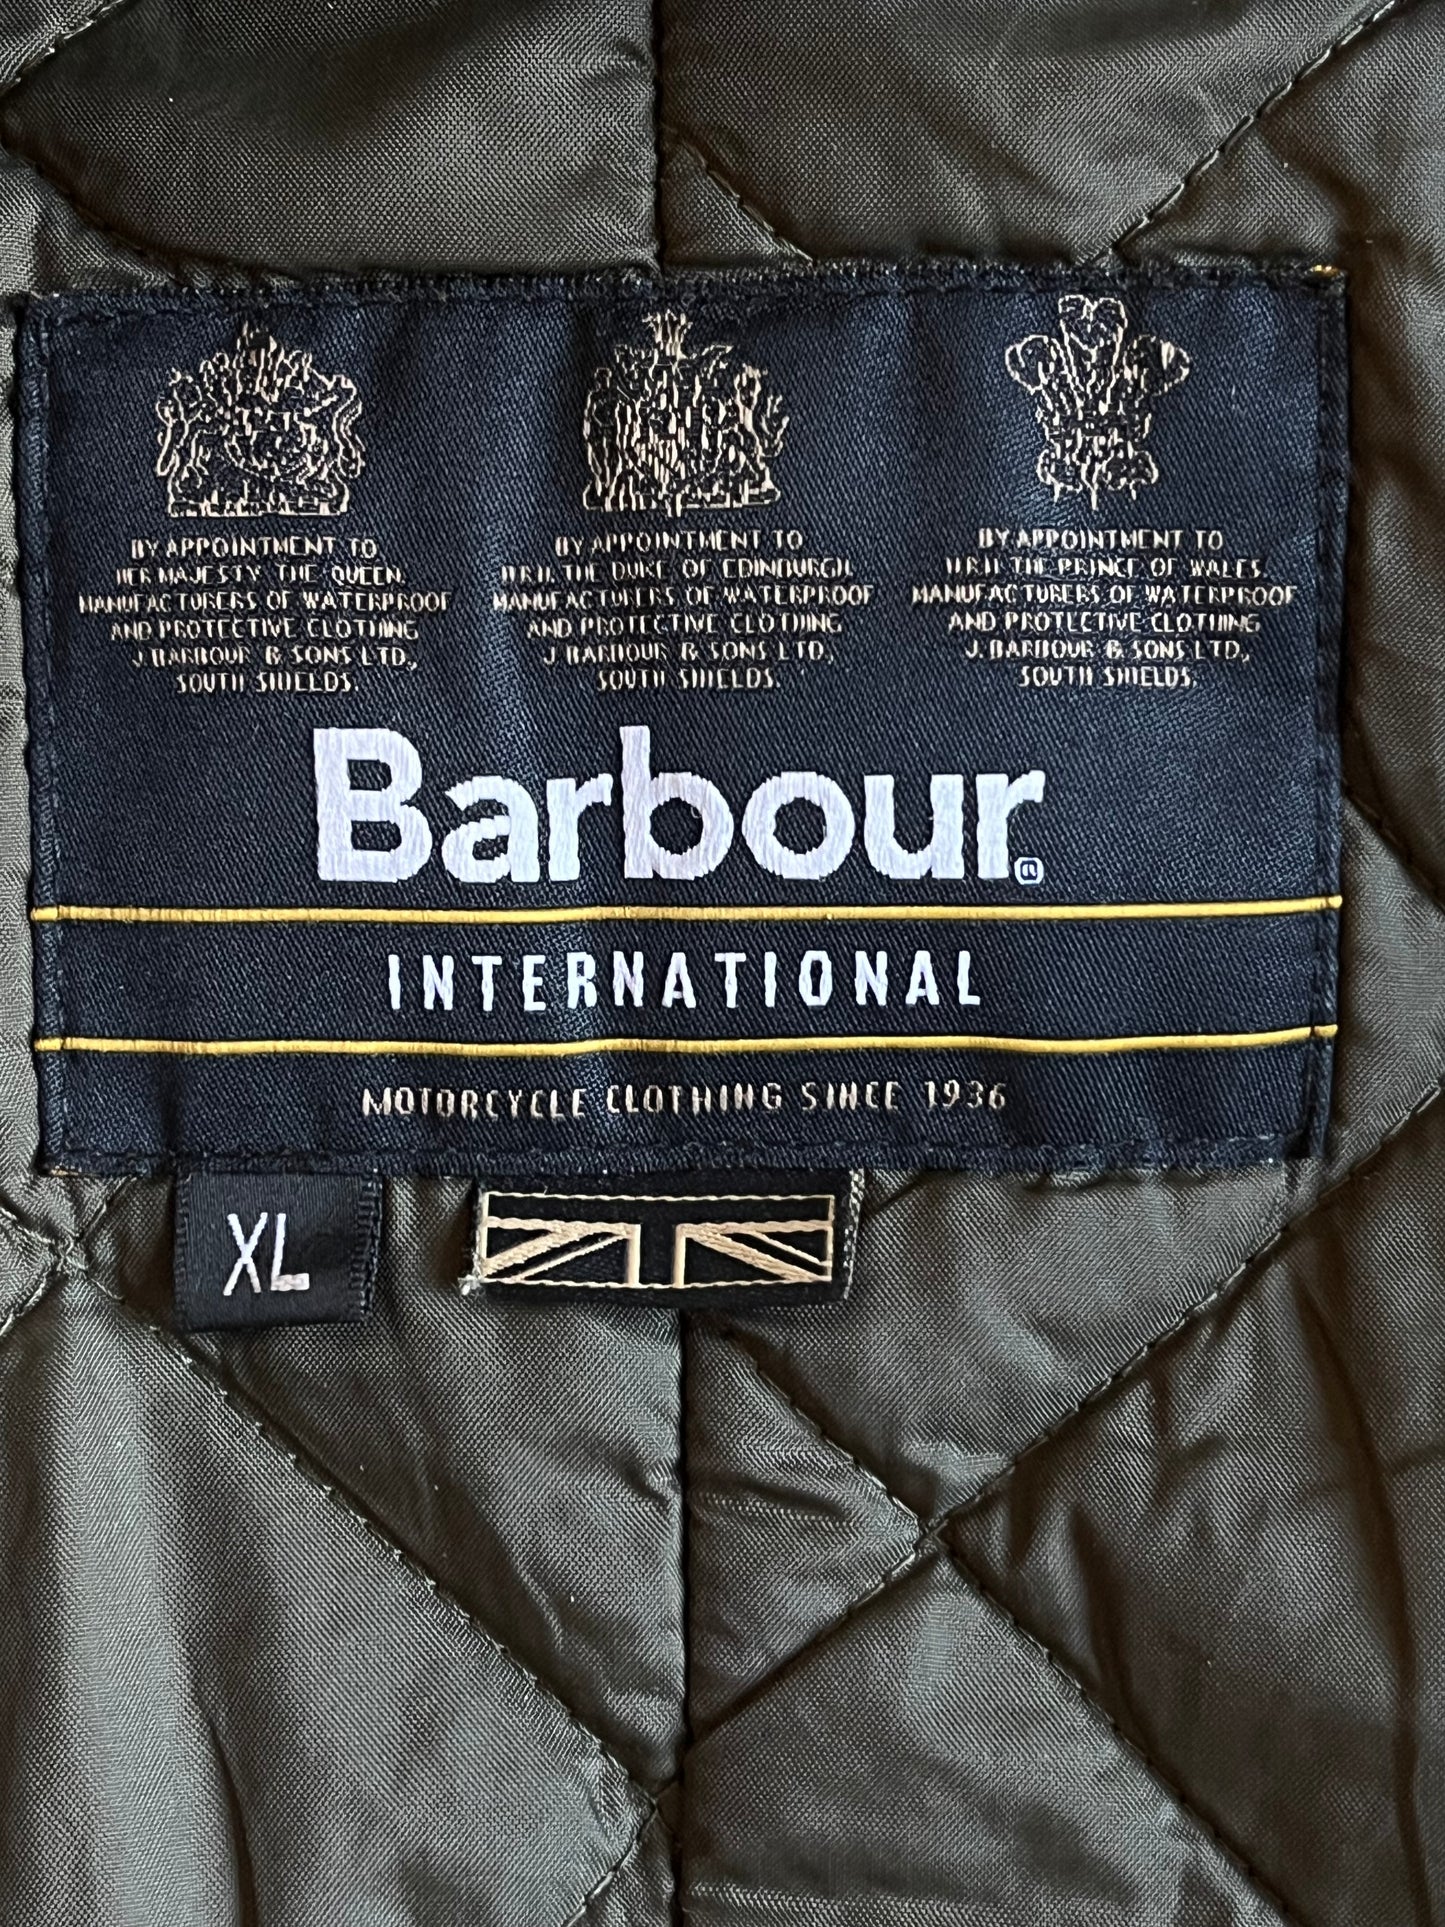 BY APPOINTMENT TO
HER MAJESTY THE QUEEN
MANUFACTURERS OF WATERPROOF
AND PROTECTIVE CLOTHING
J. BARBOUR & SONS LTD.,
SOUTH SHIELDS.
BY APPOINTMENT TO
H.R.H. THE DUKE OF EDINBURGH
MANUFACTURERS OF WATERPROOF
AND PROTECTIVE CLOTHING
J BARBOUR & SONS LTD.,
SOUTH SHIELDS.
BY APPOINTMENT TO
H.R.H. THE PRINCE OF WALES.
MANUFACTURERS OF WATERPROOF
AND PROTECTIVE CLOTHING
J. BARBOUR & SONS LTD.,
SOUTH SHIELDS.
Barbour®
INTERNATIONAL
MOTORCYCLE CLOTHING SINCE 1936
XL